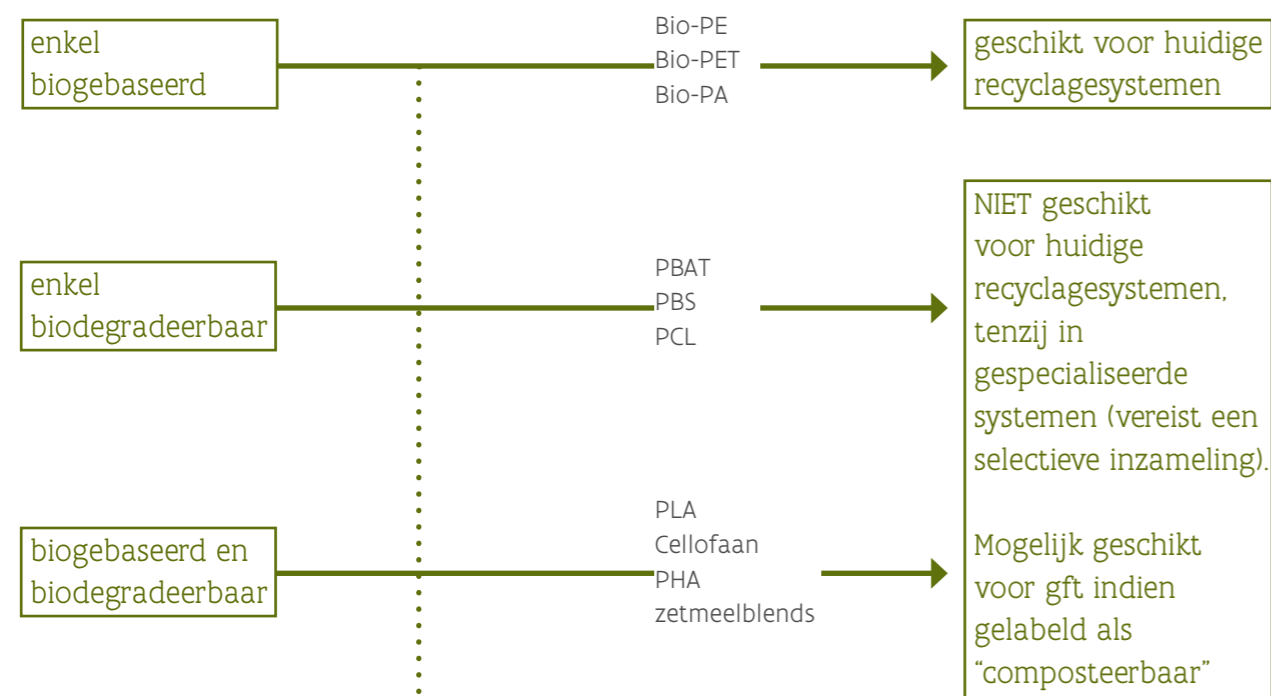 enkel
biogebaseerd
Bio-PE
Bio-PET
Bio-PA
geschikt voor huidige
recyclagesystemen
enkel
biodegradeerbaar
PBAT
PBS
PCL
NIET geschikt
voor huidige
recyclagesystemen,
tenzij in
gespecialiseerde
systemen (vereist een
selectieve inzameling).
biogebaseerd en
biodegradeerbaar
PLA
Cellofaan
PHA
zetmeelblends
Mogelijk geschikt
voor gft indien
gelabeld als
“composteerbaar”